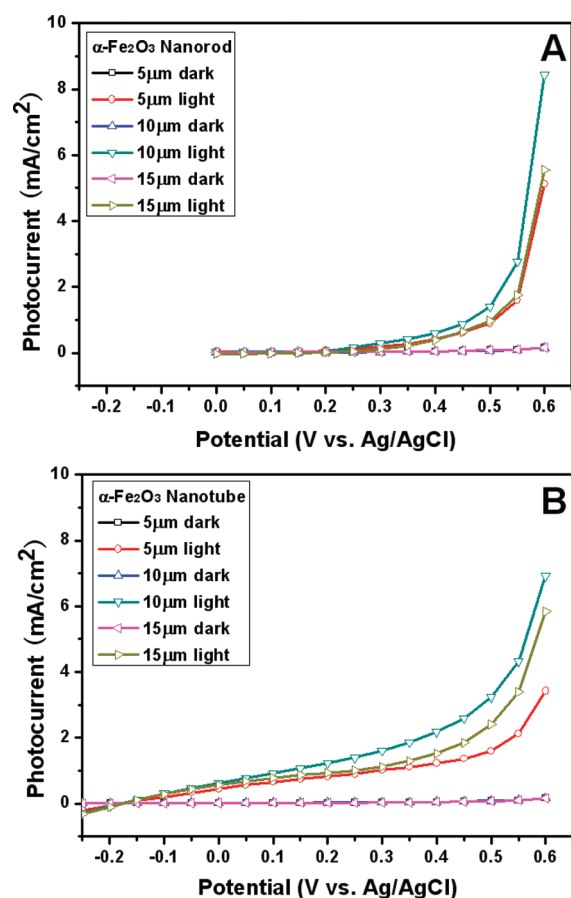 A
α-Fe2O3 Nanorod
5μm dark
5μm light
10μm dark
10μm light
15μm dark
15μm light
Photocurrent (mA/cm²)
10
8
6
4
2
0
-0.2 -0.1 0.0 0.1 0.2 0.3 0.4 0.5 0.6
Potential (V vs. Ag/AgCl)
B
α-Fe2O3 Nanotube
5μm dark
5μm light
10μm dark
10μm light
15μm dark
15μm light
Photocurrent (mA/cm²)
10
8
6
4
2
0
-0.2 -0.1 0.0 0.1 0.2 0.3 0.4 0.5 0.6
Potential (V vs. Ag/AgCl)